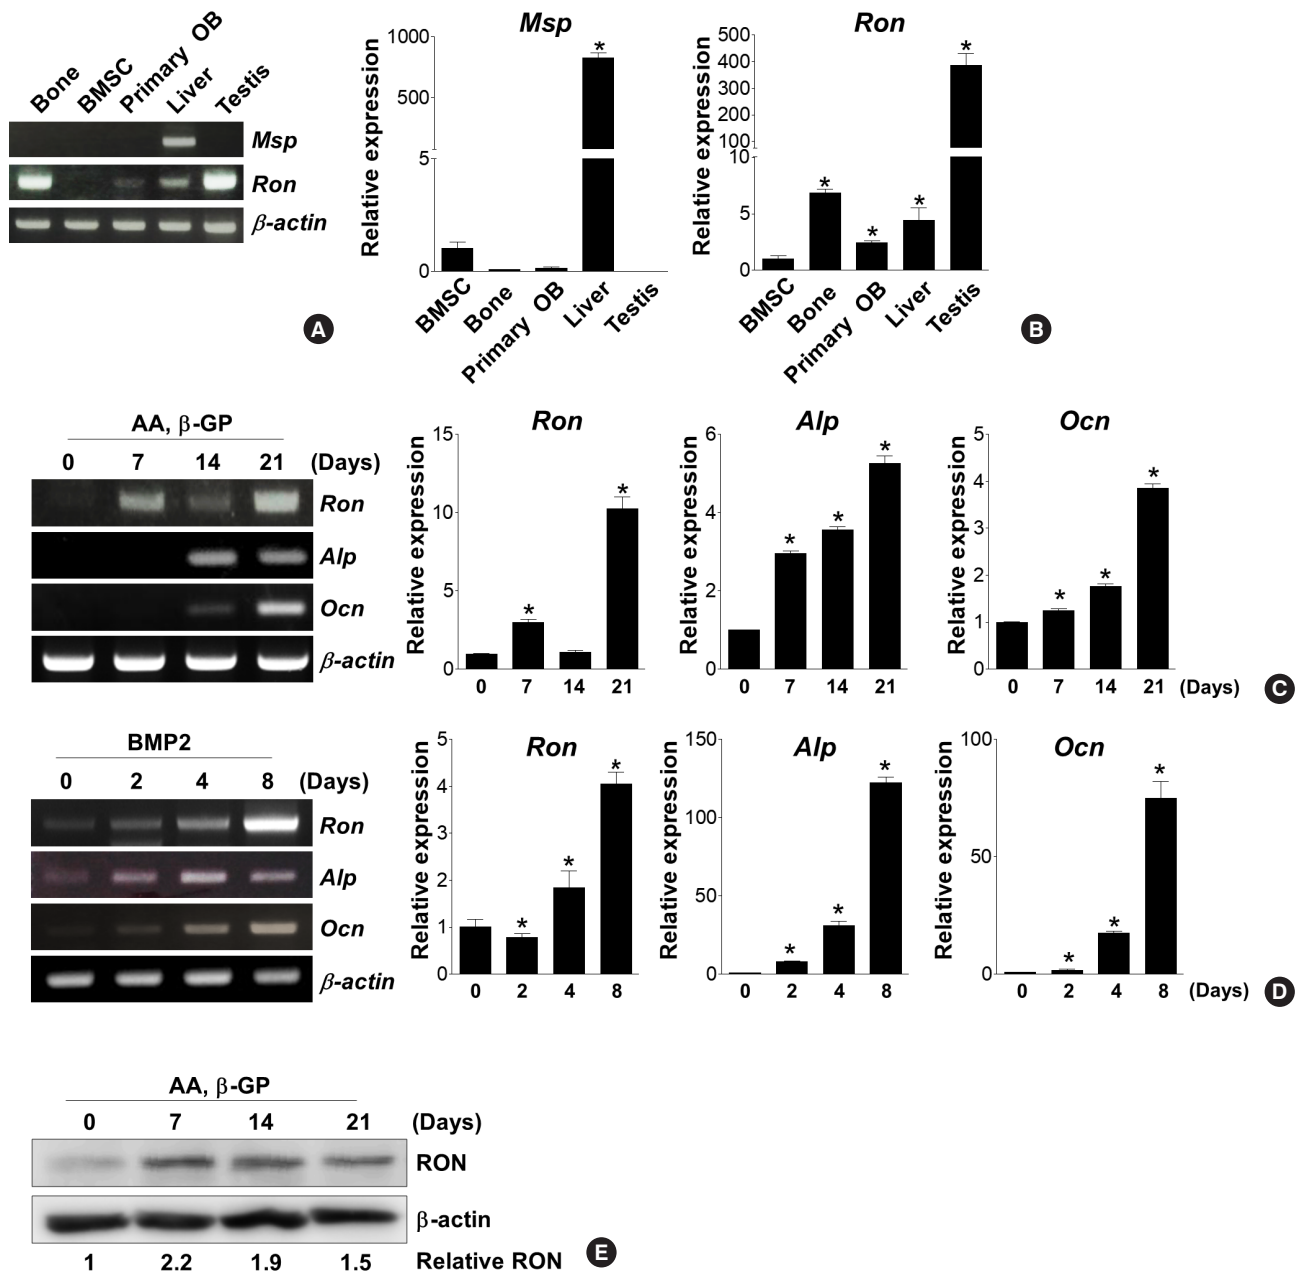 Bone
BMSC
Primary OB
Liver
Testis
Msp
Ron
β-actin
A
Msp
Relative expression
1000
500
5
0
BMSC
Bone
Primary OB
Liver
Testis
*
Ron
Relative expression
500
400
300
200
100
10
5
0
* * * *
BMSC
Bone
Primary OB
Liver
Testis
B
AA, β-GP
0 7 14 21 (Days)
Ron
Alp
Ocn
β-actin
Ron
Relative expression
15
10
5
0
* *
0 7 14 21
Alp
Relative expression
6
4
2
0
* * *
0 7 14 21
Ocn
Relative expression
5
4
3
2
1
0
* * *
0 7 14 21 (Days)
C
BMP2
0 2 4 8 (Days)
Ron
Alp
Ocn
β-actin
Ron
Relative expression
5
4
3
2
1
0
* * *
0 2 4 8
Alp
Relative expression
150
100
50
0
* * *
0 2 4 8
Ocn
Relative expression
100
50
0
* * *
0 2 4 8 (Days)
D
AA, β-GP
0 7 14 21 (Days)
RON
β-actin
1 2.2 1.9 1.5 Relative RON
E